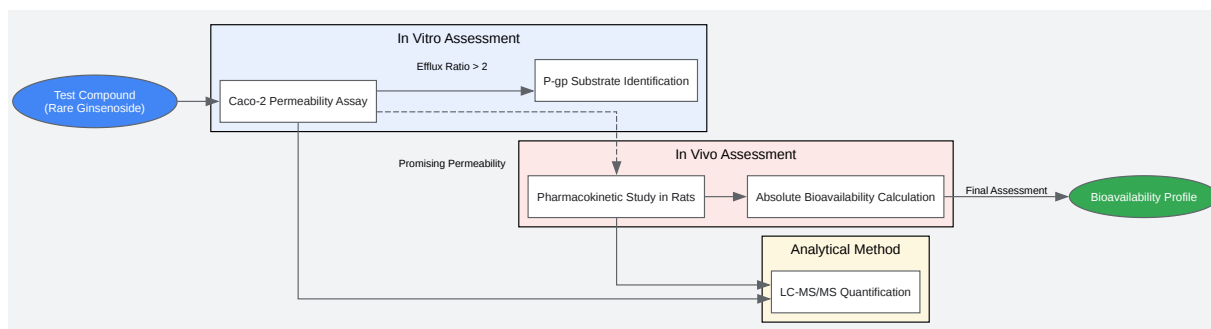 In Vitro Assessment
Efflux Ratio > 2
P-gp Substrate Identification
Test Compound
(Rare Ginsenoside)
Caco-2 Permeability Assay
In Vivo Assessment
Promising Permeability
Pharmacokinetic Study in Rats
Absolute Bioavailability Calculation
Final Assessment
Bioavailability Profile
Analytical Method
LC-MS/MS Quantification